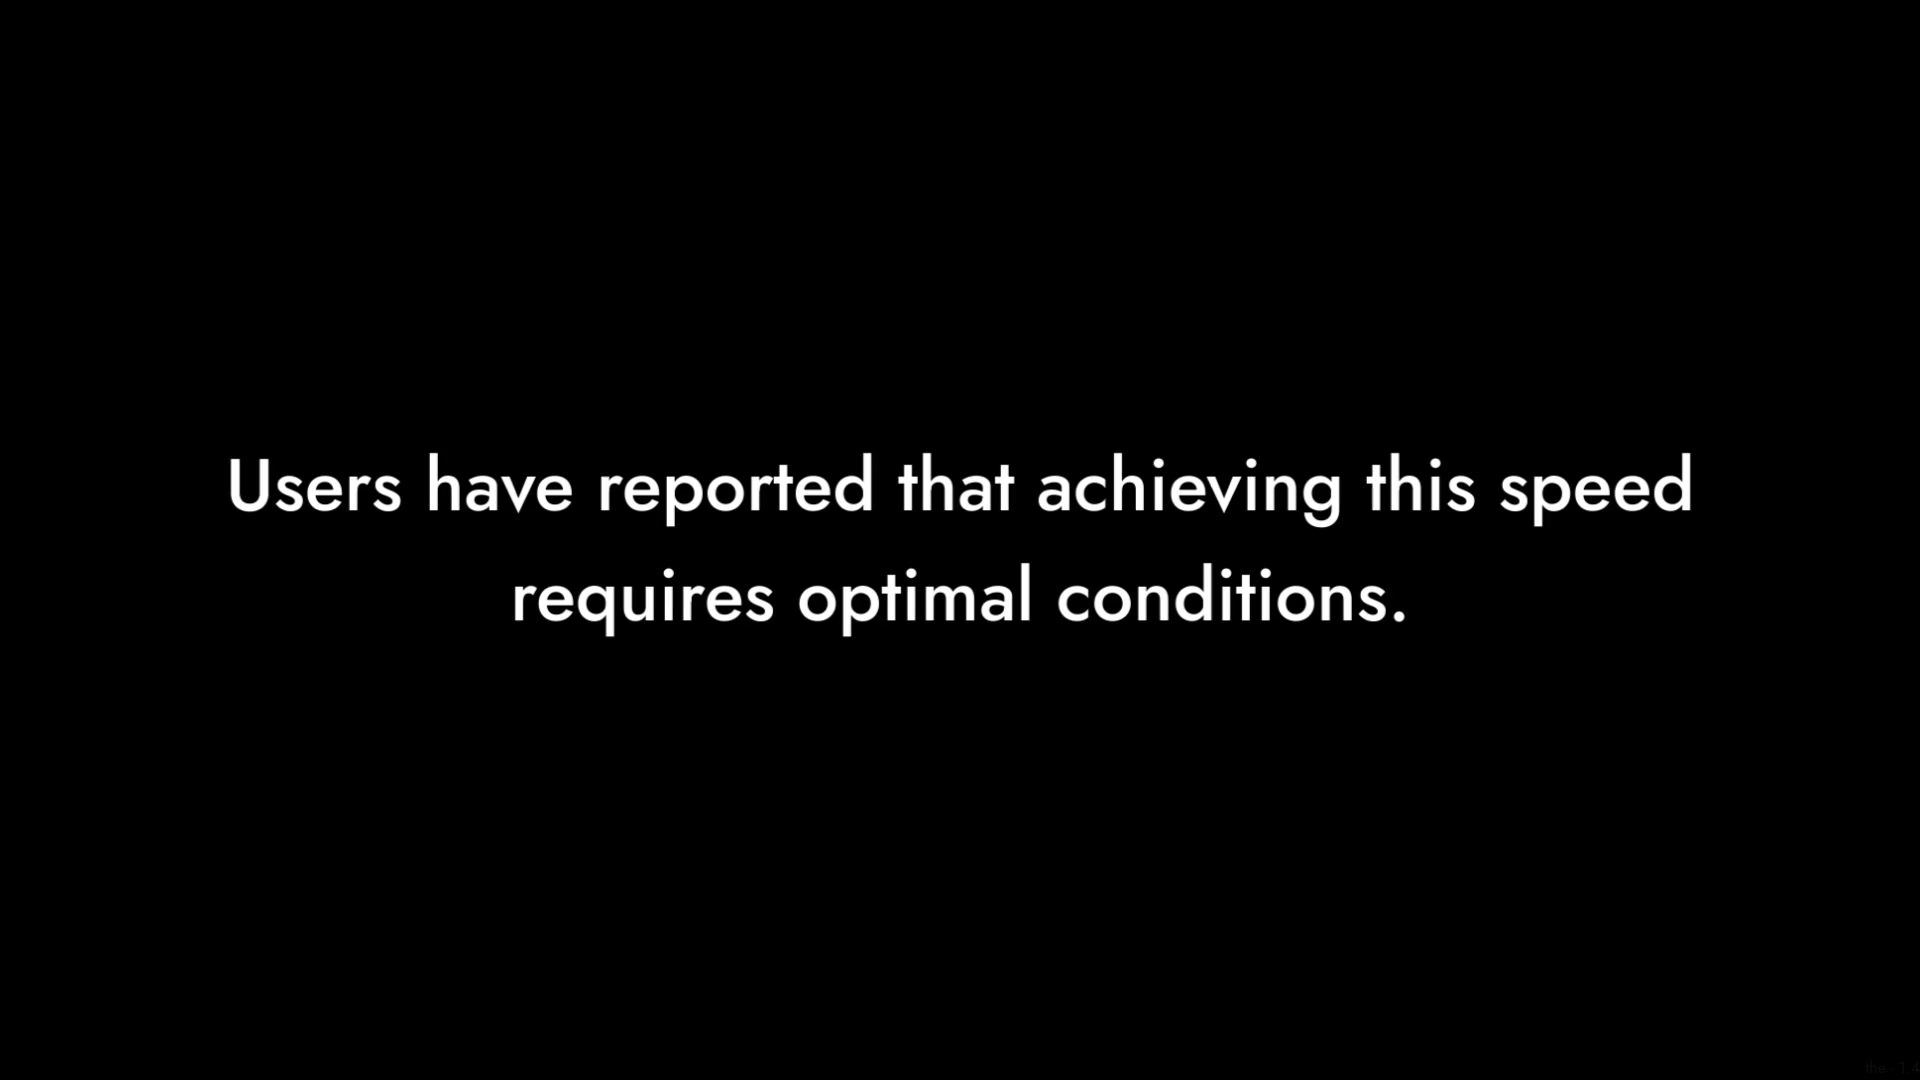 Users have reported that achieving this speed
requires optimal conditions.